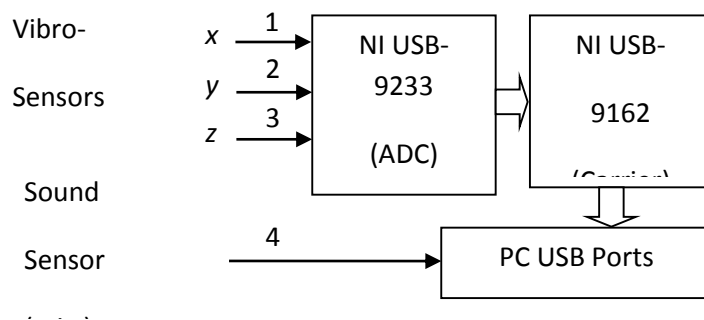 Vibro-
Sensors
x 1
y 2
z 3
NI USB-
9233
(ADC)
NI USB-
9162
Sound
Sensor
4
PC USB Ports